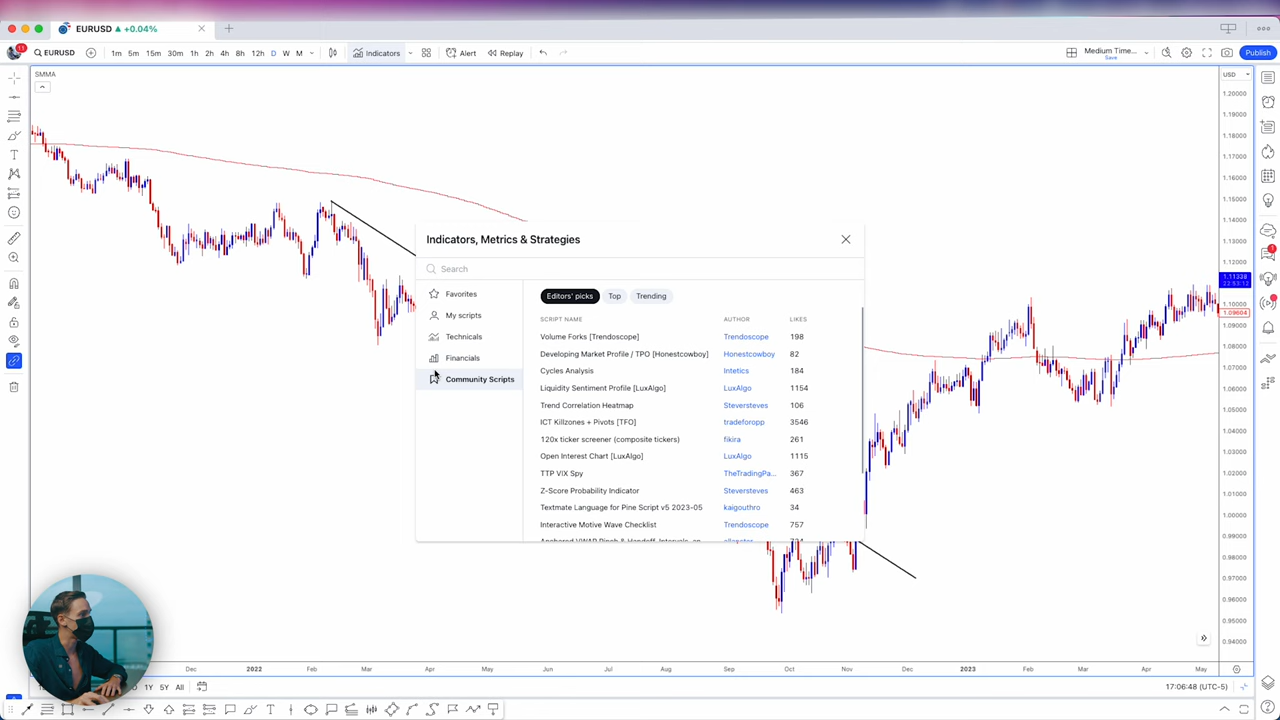 EURUSD ▲ +0.04%
11
EURUSD
1m 5m 15m 30m 1h 2h 4h 8h 12h D W M
Indicators
Alert
Replay
Medium Time...
Save
Publish
SMMA
USD
1.20000
1.19000
1.18000
1.17000
1.16000
1.15000
1.14000
1.13000
1.12000
1.11338
22:53:12
1.10000
1.09604
1.09000
1.08000
1.07000
1.06000
1.05000
1.04000
1.03000
1.02000
1.01000
1.00000
0.99000
0.98000
0.97000
0.96000
0.95000
0.94000
Indicators, Metrics & Strategies
Search
Favorites
My scripts
Technicals
Financials
Community Scripts
Editors' picks Top Trending
SCRIPT NAME AUTHOR LIKES
Volume Forks [Trendoscope] Trendoscope 198
Developing Market Profile / TPO [Honestcowboy] Honestcowboy 82
Cycles Analysis Intetics 184
Liquidity Sentiment Profile [LuxAlgo] LuxAlgo 1154
Trend Correlation Heatmap Steversteves 106
ICT Killzones + Pivots [TFO] tradeforopp 3546
120x ticker screener (composite tickers) fikira 261
Open Interest Chart [LuxAlgo] LuxAlgo 1115
TTP VIX Spy TheTradingPa... 367
Z-Score Probability Indicator Steversteves 463
Textmate Language for Pine Script v5 2023-05 kaigouthro 34
Interactive Motive Wave Checklist Trendoscope 757
Dec 2022 Feb Mar Apr May Jun Jul Aug Sep Oct Nov Dec 2023 Feb Mar Apr May
1Y 5Y All
17:06:48 (UTC-5)